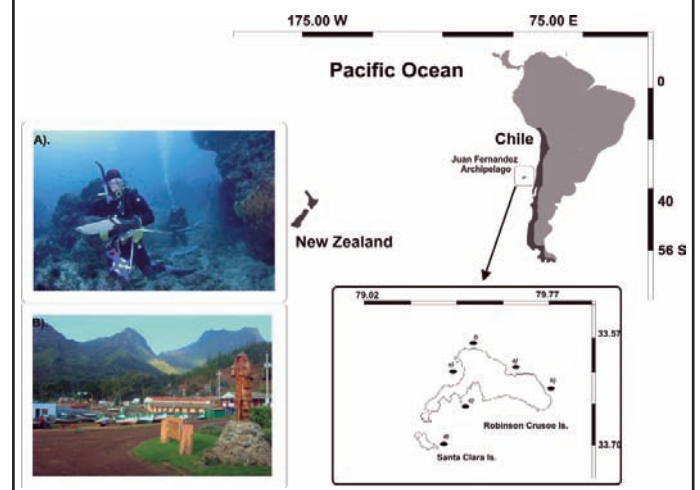 175.00 W 75.00 E
Pacific Ocean
0
A).
Chile
Juan Fernandez
Archipelago
40
New Zealand
56 S
79.02 79.77
B).
33.57
Robinson Crusoe Is.
33.70
Santa Clara Is.